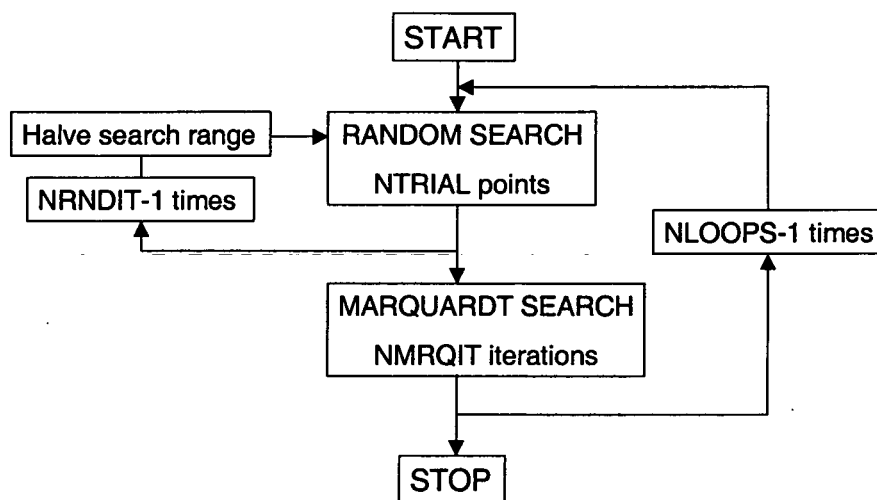 START
Halve search range
RANDOM SEARCH
NTRIAL points
NRNDIT-1 times
NLOOPS-1 times
MARQUARDT SEARCH
NMRQIT iterations
STOP